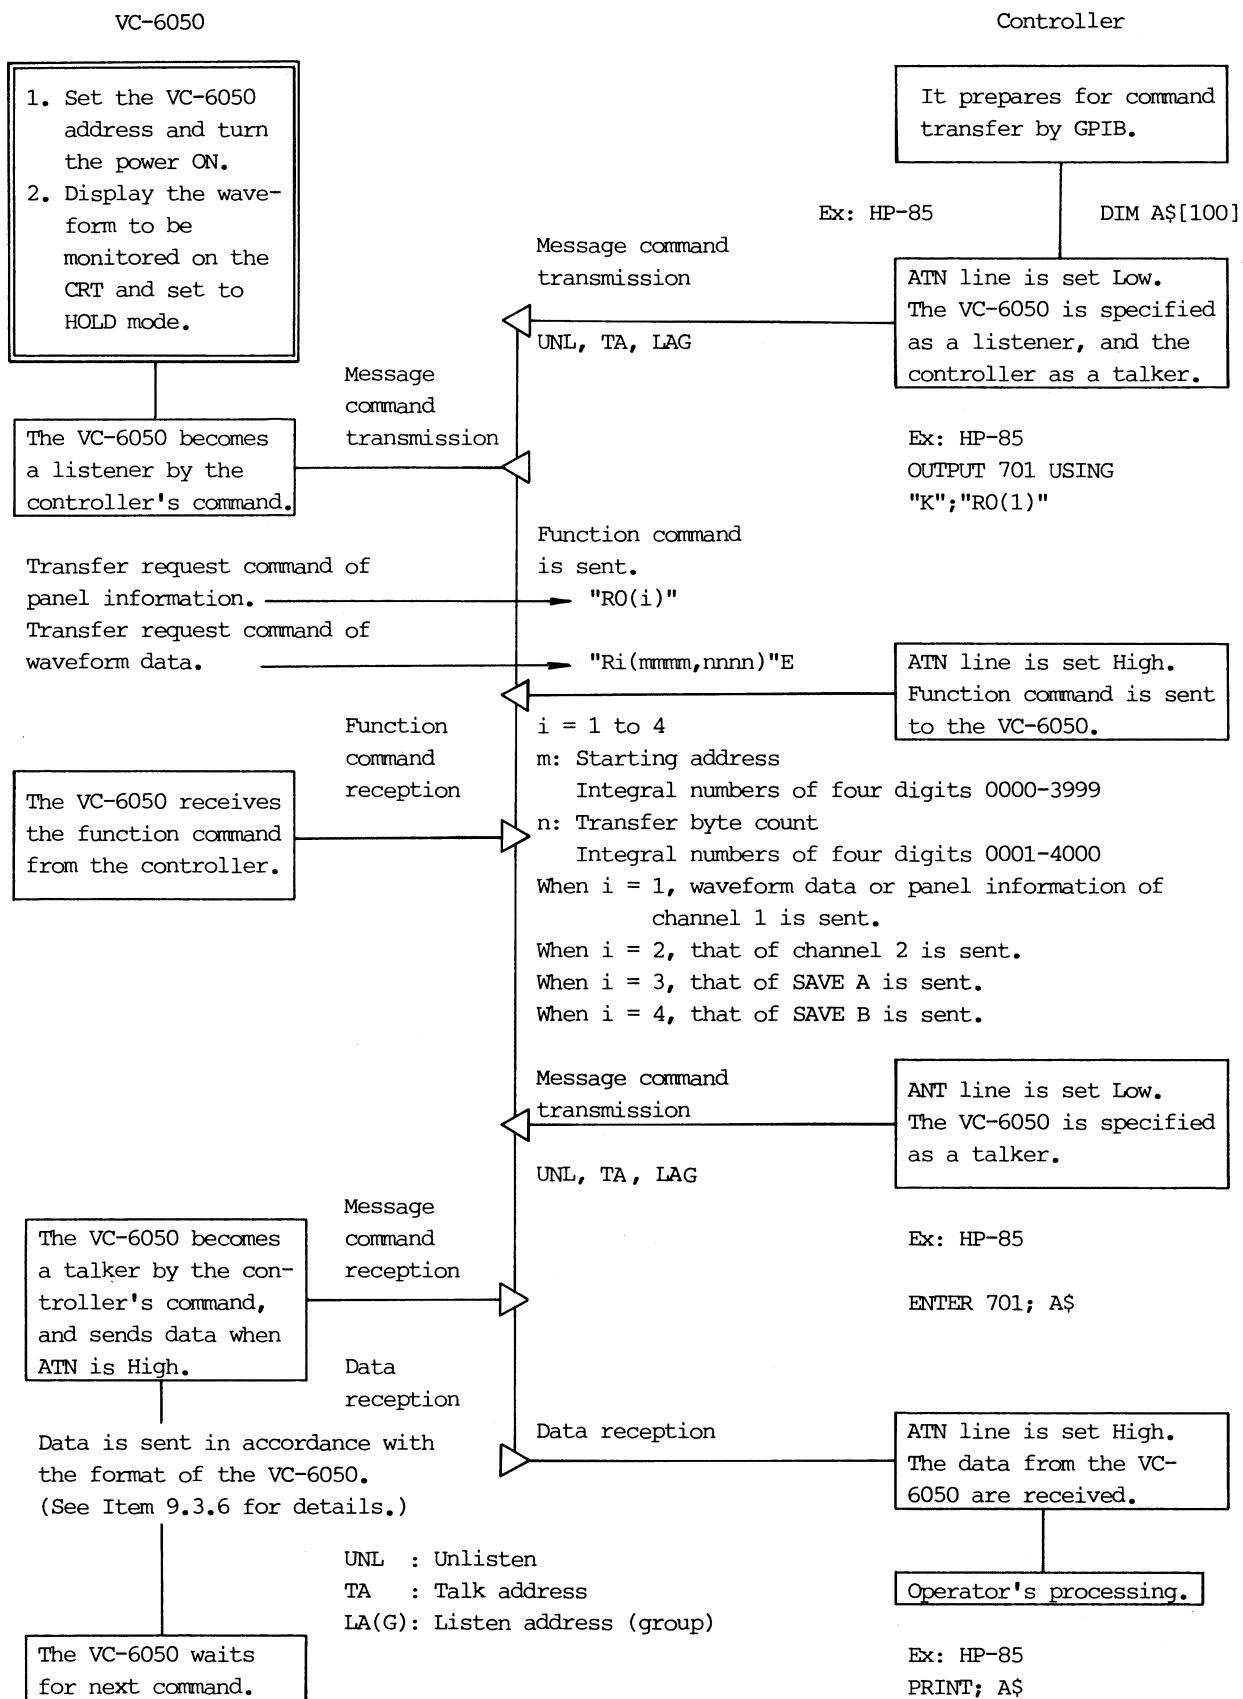 VC-6050
Controller
1. Set the VC-6050
address and turn
the power ON.
2. Display the wave-
form to be
monitored on the
CRT and set to
HOLD mode.
It prepares for command
transfer by GPIB.
Ex: HP-85 DIM A$[100]
Message command
transmission
UNL, TA, LAG
ATN line is set Low.
The VC-6050 is specified
as a listener, and the
controller as a talker.
Message
command
transmission
The VC-6050 becomes
a listener by the
controller's command.
Ex: HP-85
OUTPUT 701 USING
"K";"RO(1)"
Function command
is sent.
Transfer request command of
panel information.
"RO(i)"
Transfer request command of
waveform data.
"Ri(mmmm,nnnn)"E
ATN line is set High.
Function command is sent
to the VC-6050.
Function
command
reception
The VC-6050 receives
the function command
from the controller.
i = 1 to 4
m: Starting address
Integral numbers of four digits 0000-3999
n: Transfer byte count
Integral numbers of four digits 0001-4000
When i = 1, waveform data or panel information of
channel 1 is sent.
When i = 2, that of channel 2 is sent.
When i = 3, that of SAVE A is sent.
When i = 4, that of SAVE B is sent.
Message command
transmission
UNL, TA, LAG
ANT line is set Low.
The VC-6050 is specified
as a talker.
Message
command
reception
The VC-6050 becomes
a talker by the con-
troller's command,
and sends data when
ATN is High.
Ex: HP-85
ENTER 701; A$
Data
reception
Data reception
ATN line is set High.
The data from the VC-
6050 are received.
Data is sent in accordance with
the format of the VC-6050.
(See Item 9.3.6 for details.)
UNL : Unlisten
TA : Talk address
LA(G): Listen address (group)
Operator's processing.
The VC-6050 waits
for next command.
Ex: HP-85
PRINT; A$